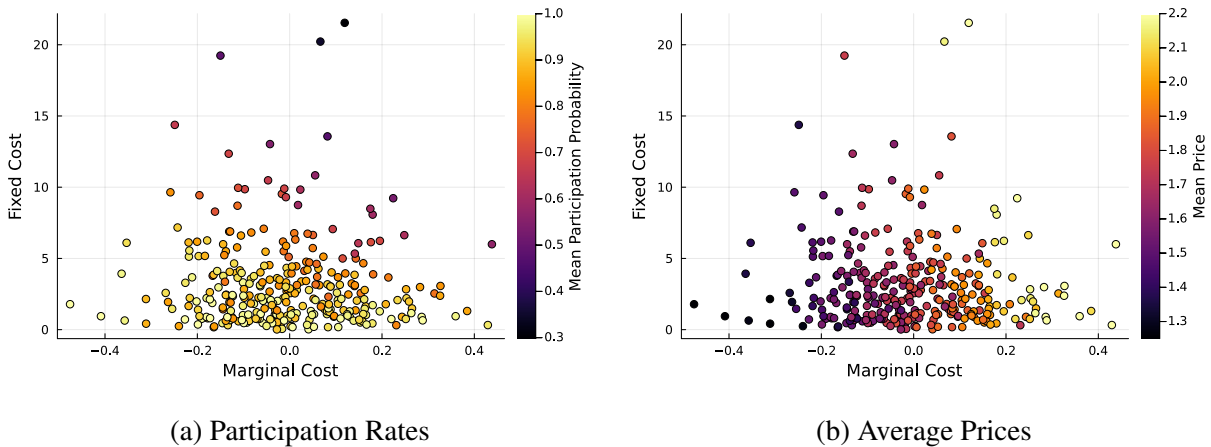 20
15
10
5
0
Fixed Cost
−0.4 −0.2 0.0 0.2 0.4
Marginal Cost
1.0
0.9
0.8
0.7
0.6
0.5
0.4
0.3
Mean Participation Probability
(a) Participation Rates
20
15
10
5
0
Fixed Cost
−0.4 −0.2 0.0 0.2 0.4
Marginal Cost
2.2
2.1
2.0
1.9
1.8
1.7
1.6
1.5
1.4
1.3
Mean Price
(b) Average Prices